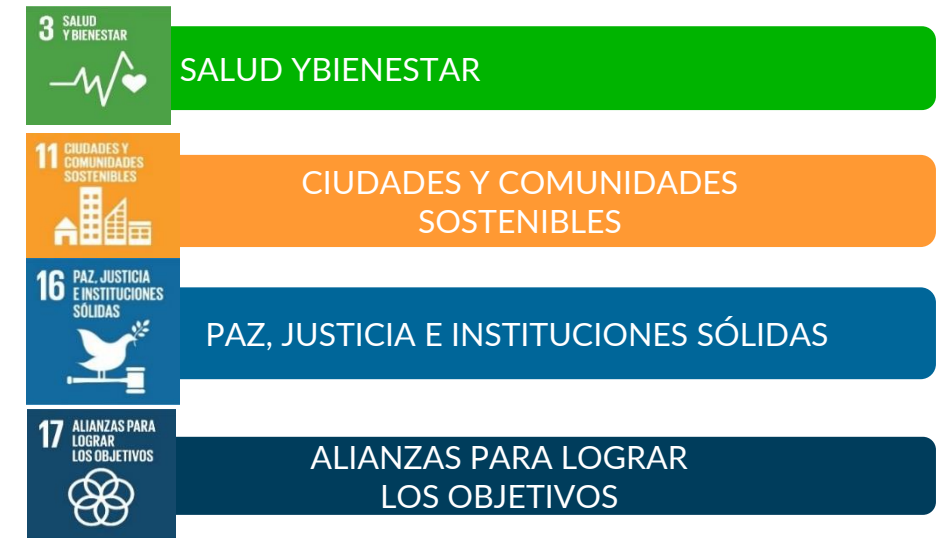 3 SALUD
Y BIENESTAR
SALUD YBIENESTAR
11 CIUDADES Y
COMUNIDADES
SOSTENIBLES
CIUDADES Y COMUNIDADES
SOSTENIBLES
16 PAZ, JUSTICIA
E INSTITUCIONES
SÓLIDAS
PAZ, JUSTICIA E INSTITUCIONES SÓLIDAS
17 ALIANZAS PARA
LOGRAR
LOS OBJETIVOS
ALIANZAS PARA LOGRAR
LOS OBJETIVOS